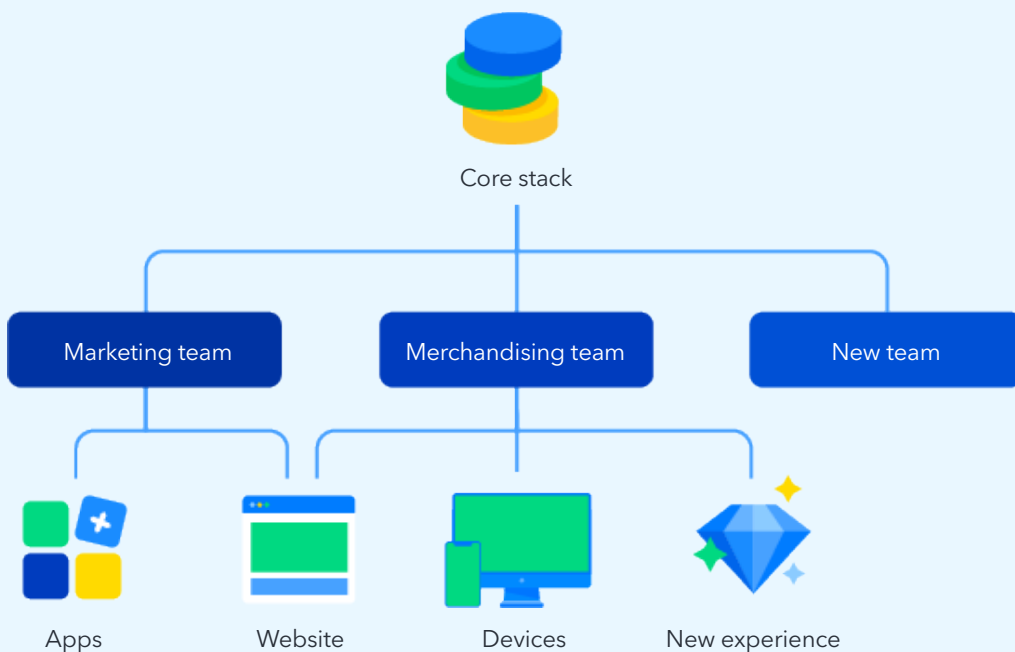 Core stack
Marketing team
Merchandising team
New team
Apps
Website
Devices
New experience